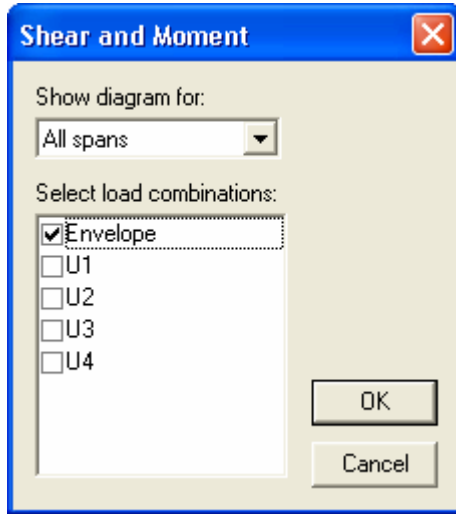 Shear and Moment
Show diagram for:
All spans
Select load combinations:
Envelope
U1
U2
U3
U4
OK
Cancel